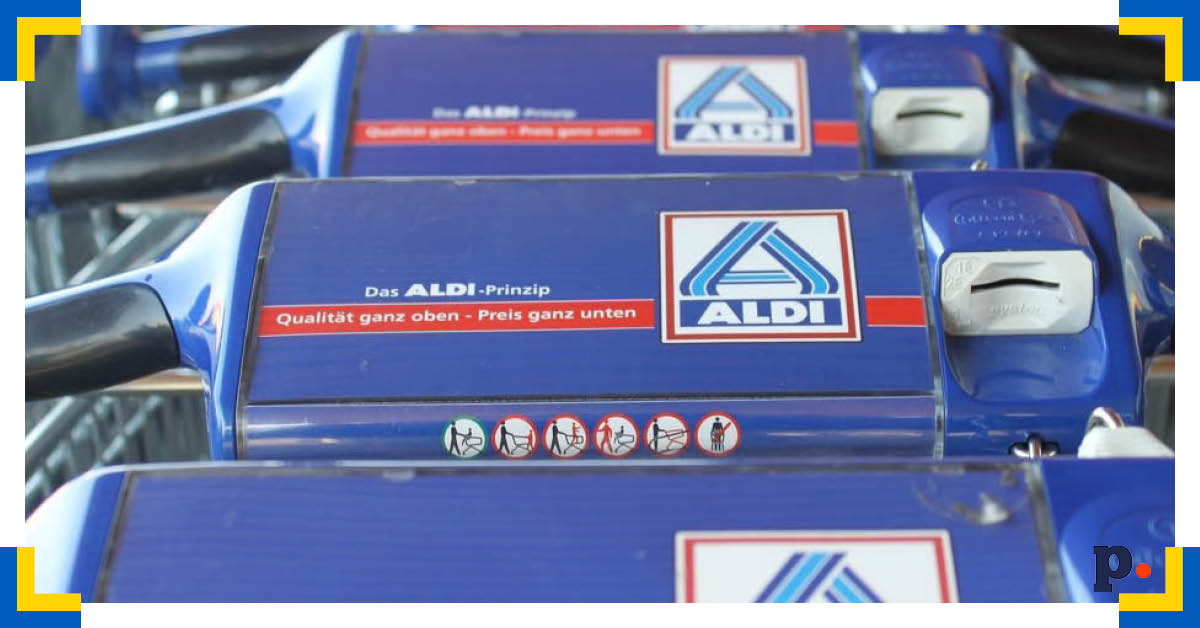 Das ALDI-Prinzip
Qualität ganz oben - Preis ganz unten
ALDI
Das ALDI-Prinzip
Qualität ganz oben - Preis ganz unten
ALDI
p.